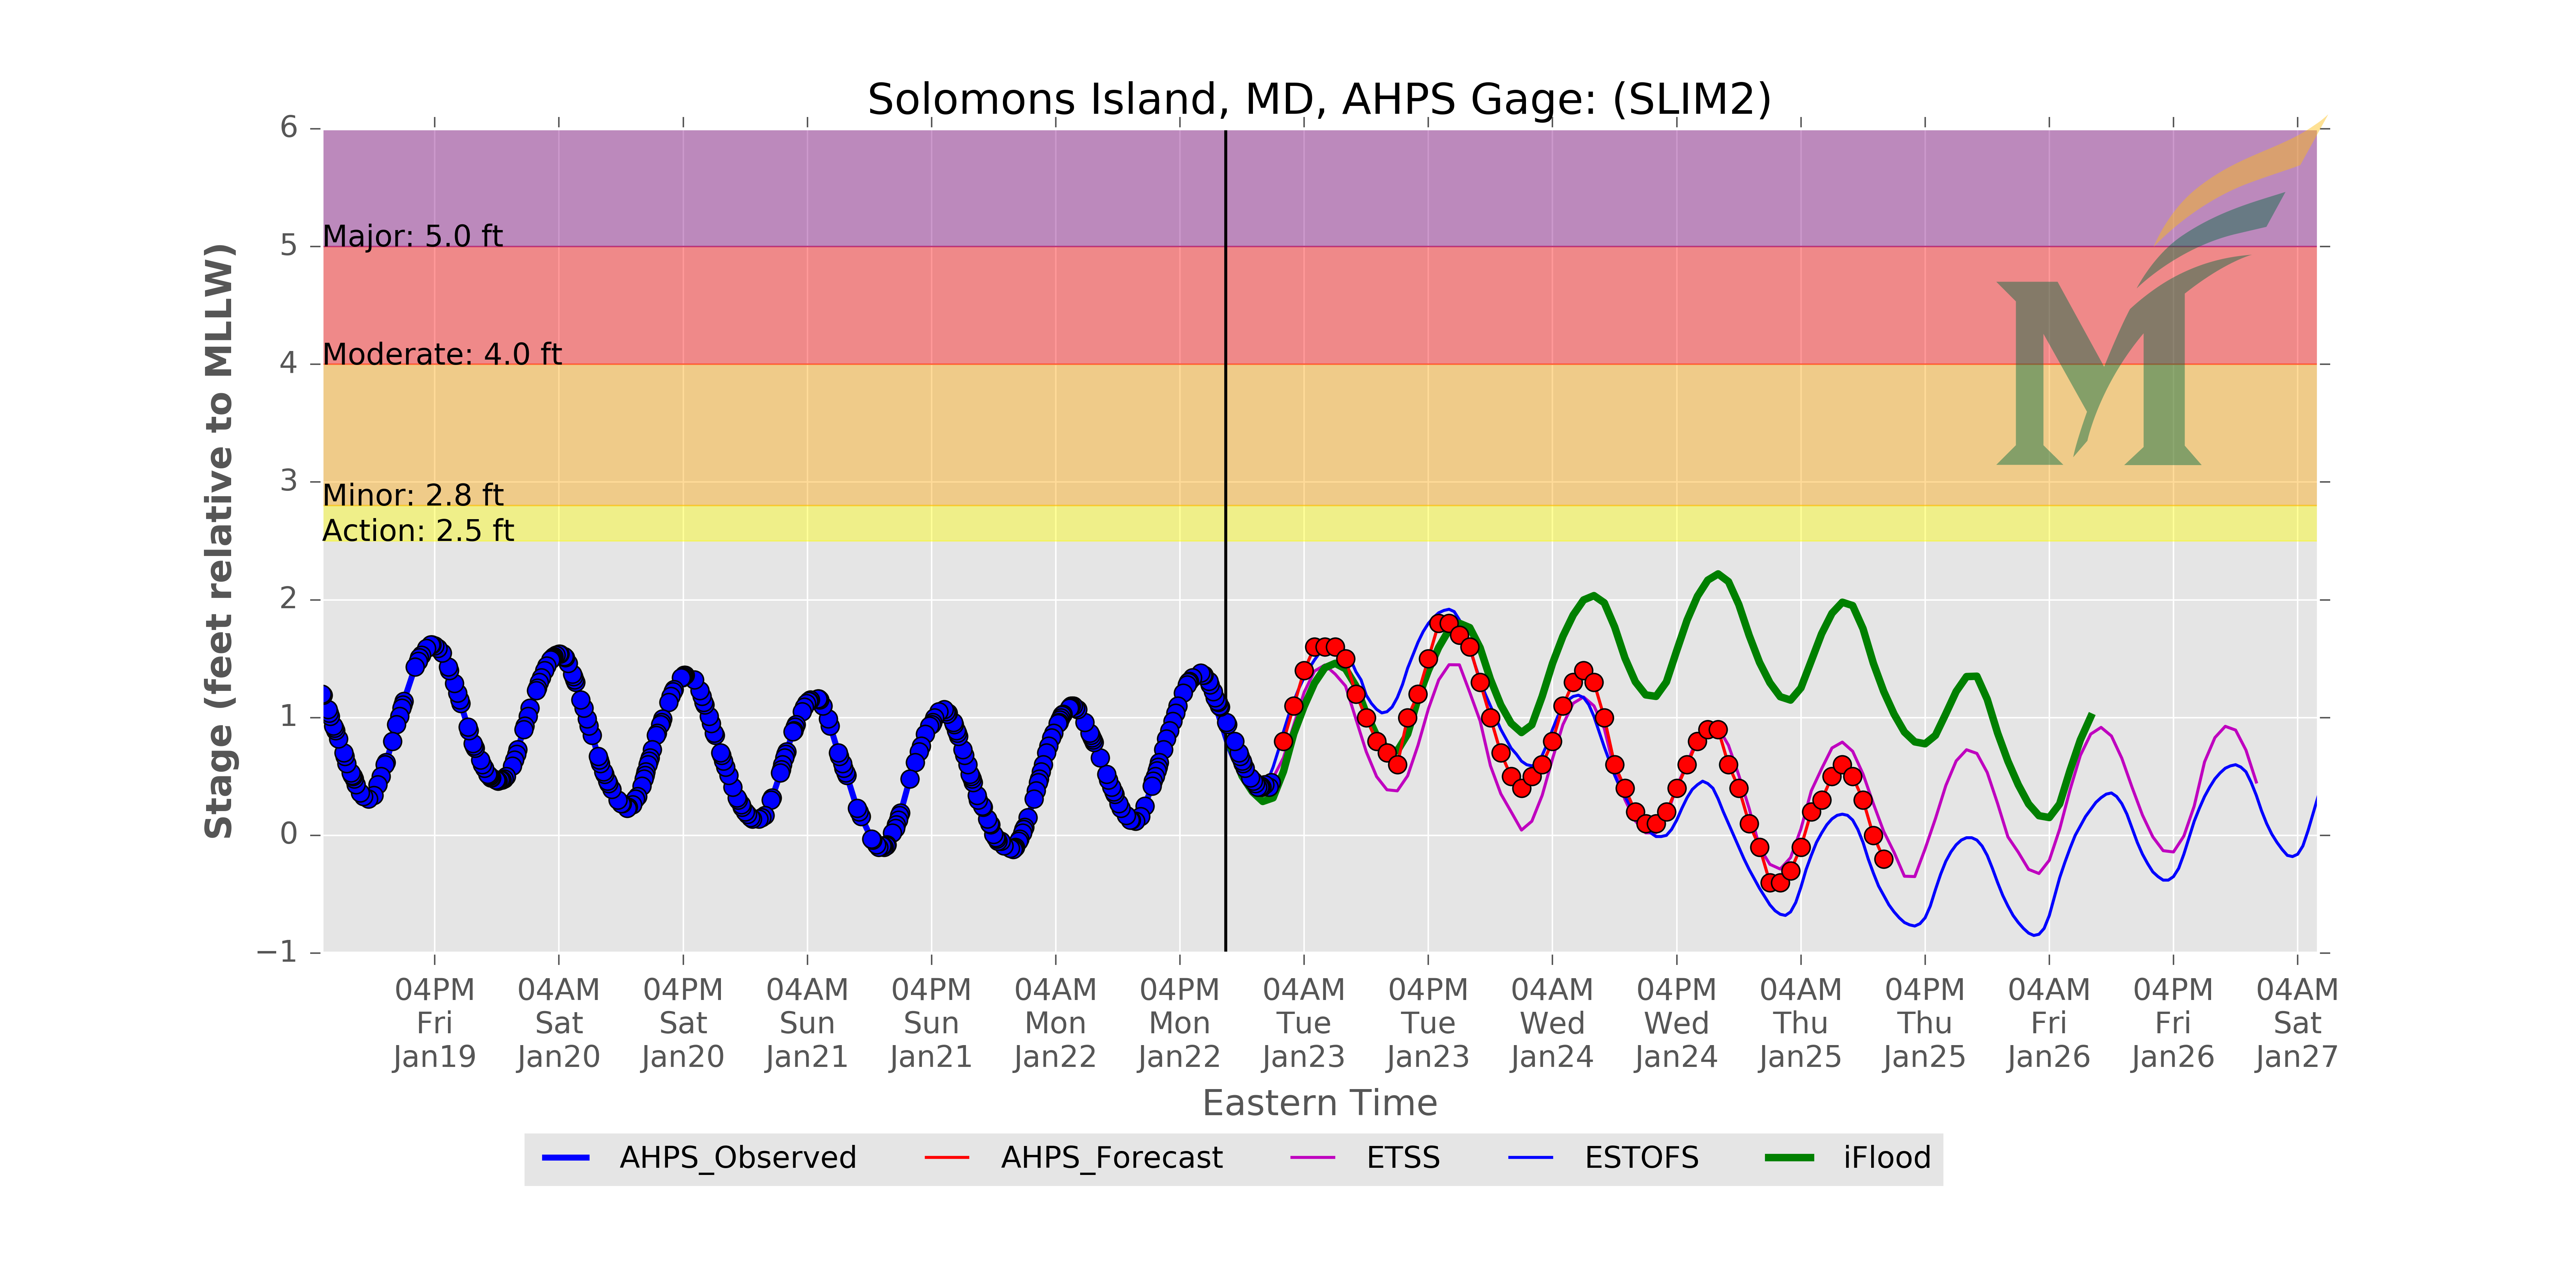 Solomons Island, MD, AHPS Gage: (SLIM2)
Stage (feet relative to MLLW)
6
5
4
3
2
1
0
−1
Major: 5.0 ft
Moderate: 4.0 ft
Minor: 2.8 ft
Action: 2.5 ft
M
04PM 04AM 04PM 04AM 04PM 04AM 04PM 04AM 04PM 04AM 04PM 04AM 04PM 04AM 04PM 04AM
Fri Sat Sat Sun Sun Mon Mon Tue Tue Wed Wed Thu Thu Fri Fri Sat
Jan19 Jan20 Jan20 Jan21 Jan21 Jan22 Jan22 Jan23 Jan23 Jan24 Jan24 Jan25 Jan25 Jan26 Jan26 Jan27
Eastern Time
AHPS_Observed AHPS_Forecast ETSS ESTOFS iFlood